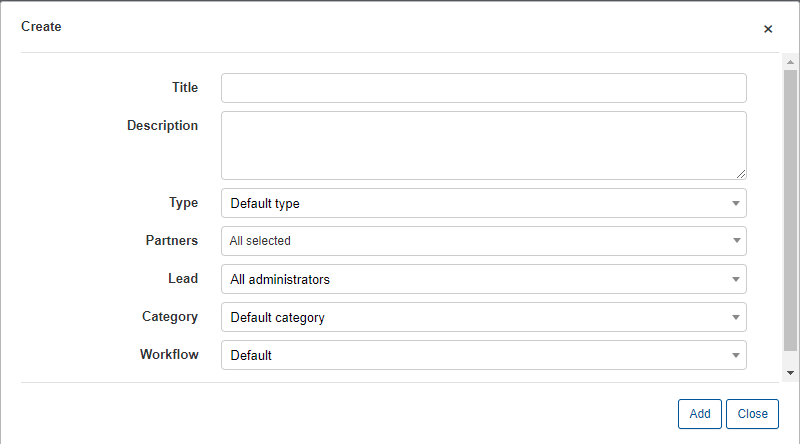 Create
×
Title
Description
Type Default type
Partners All selected
Lead All administrators
Category Default category
Workflow Default
Add Close